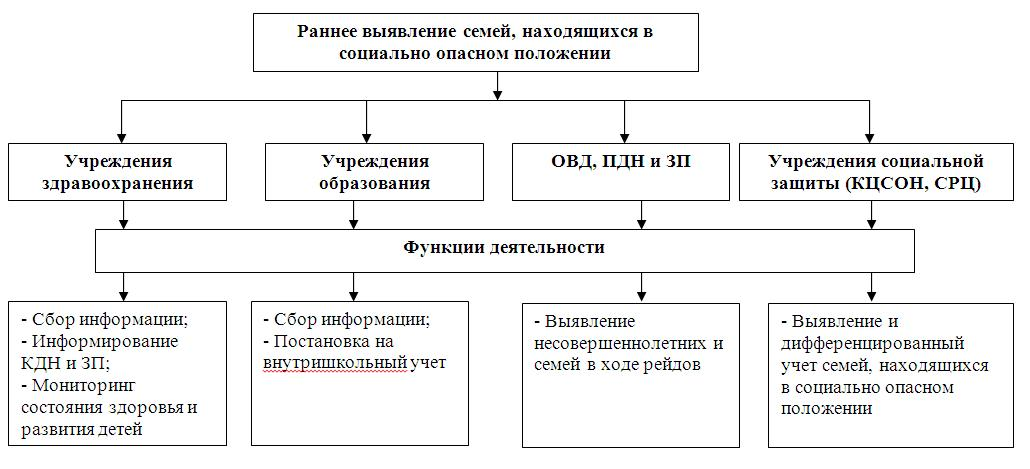 Раннее выявление семей, находящихся в
социально опасном положении
Учреждения
здравоохранения
Учреждения
образования
ОВД, ПДН и ЗП
Учреждения социальной
защиты (КЦСОН, СРЦ)
Функции деятельности
- Сбор информации;
- Информирование
КДН и ЗП;
- Мониторинг
состояния здоровья и
развития детей
- Сбор информации;
- Постановка на
внутришкольный учет
- Выявление
несовершеннолетних и
семей в ходе рейдов
- Выявление и
дифференцированный
учет семей, находящихся
в социально опасном
положении